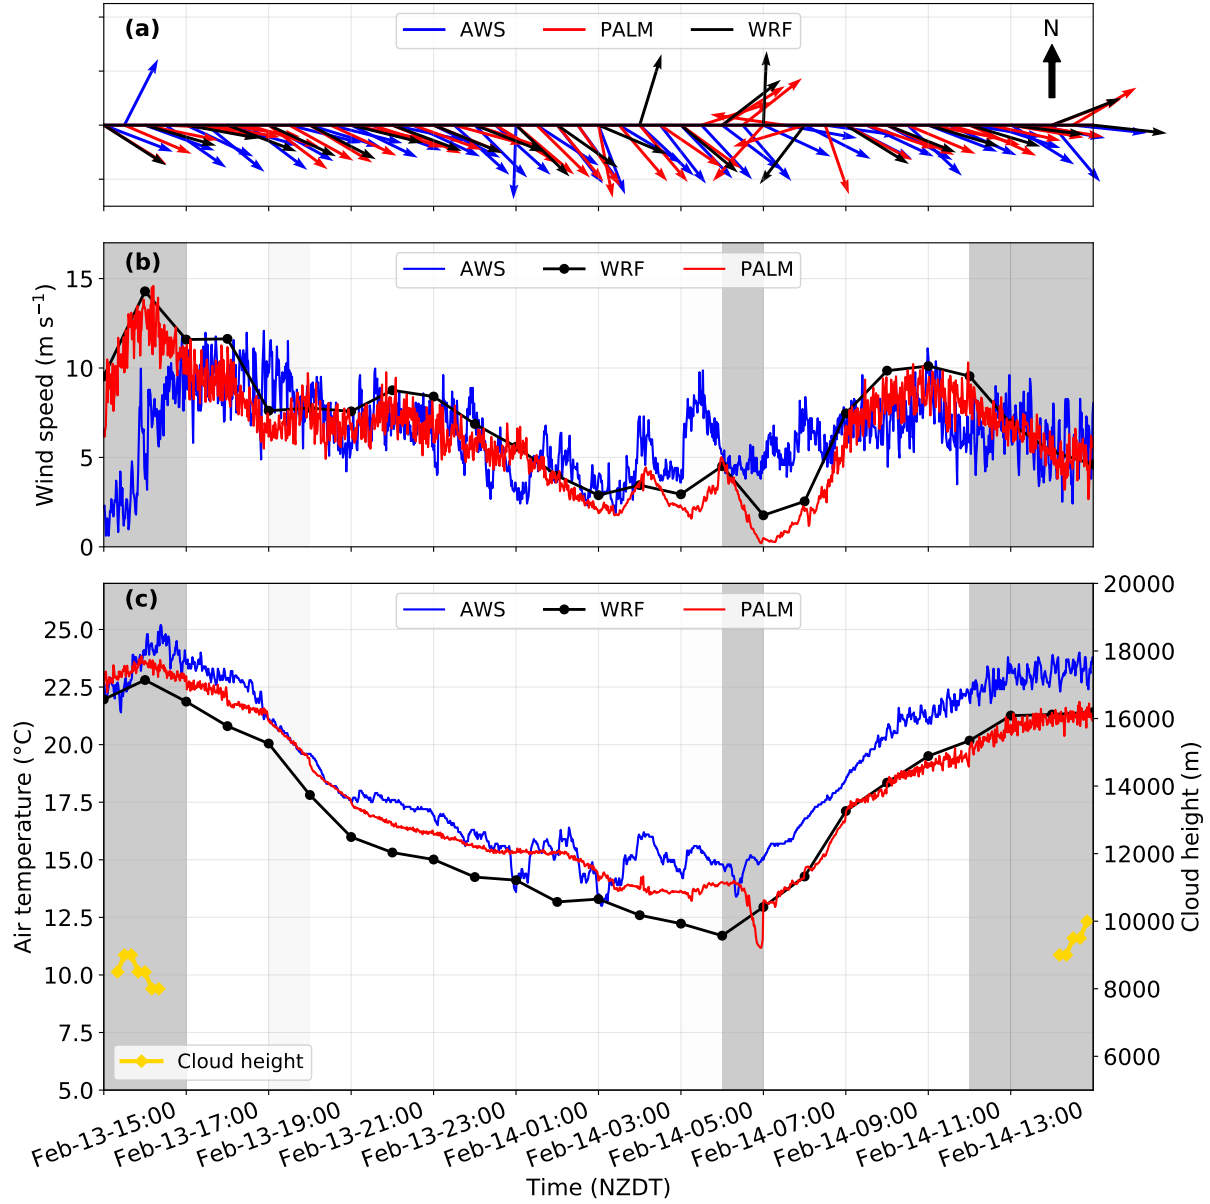 (a) AWS PALM WRF N
(b) AWS WRF PALM
15
10
5
0
Wind speed (m s⁻¹)
(c) AWS WRF PALM
25.0
22.5
20.0
17.5
15.0
12.5
10.0
7.5
5.0
Air temperature (°C)
20000
18000
16000
14000
12000
10000
8000
6000
Cloud height (m)
Cloud height
Feb-13-15:00 Feb-13-17:00 Feb-13-19:00 Feb-13-21:00 Feb-13-23:00 Feb-14-01:00 Feb-14-03:00 Feb-14-05:00 Feb-14-07:00 Feb-14-09:00 Feb-14-11:00 Feb-14-13:00
Time (NZDT)